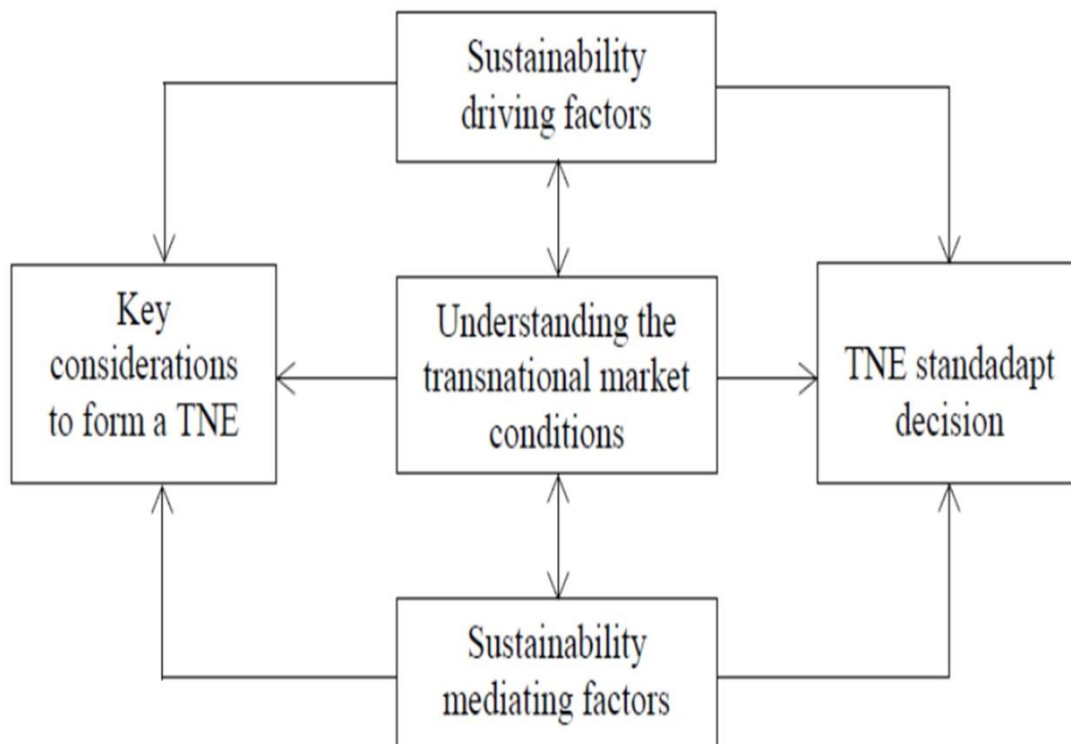 Sustainability
driving factors
Key
considerations
to form a TNE
Understanding the
transnational market
conditions
TNE standadapt
decision
Sustainability
mediating factors